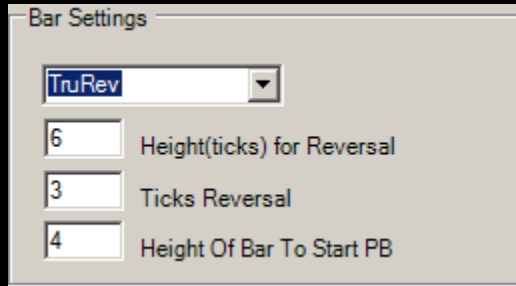 Bar Settings
TruRev
6 Height(ticks) for Reversal
3 Ticks Reversal
4 Height Of Bar To Start PB